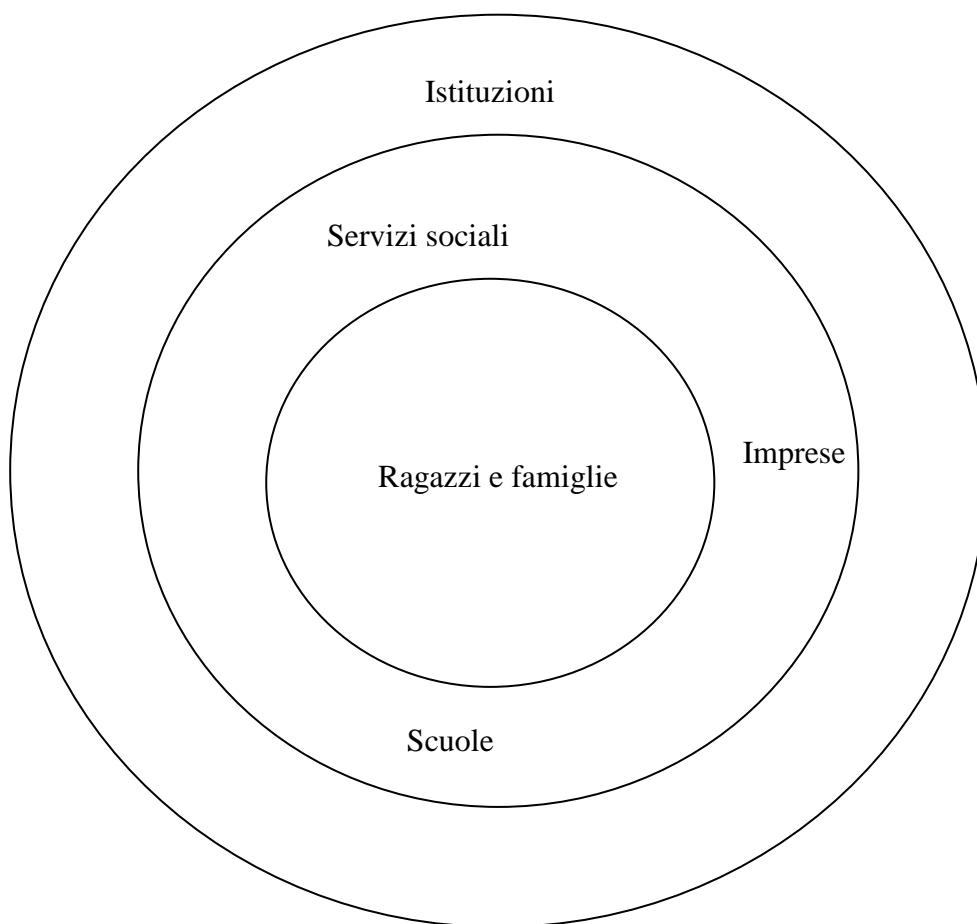 Istituzioni
Servizi sociali
Imprese
Ragazzi e famiglie
Scuole